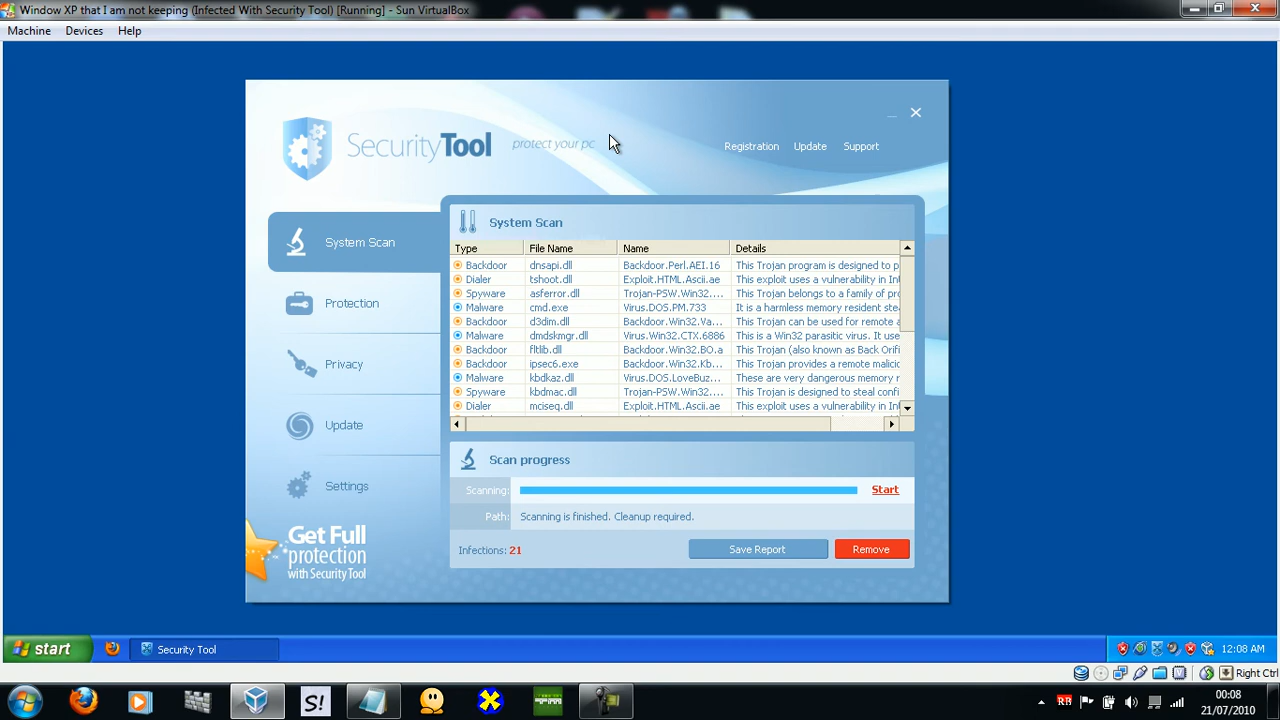 Window XP that I am not keeping (Infected With Security Tool) [Running] - Sun VirtualBox
Machine Devices Help
SecurityTool protect your pc
Registration Update Support
System Scan
Protection
Privacy
Update
Settings
Get Full
protection
with Security Tool
System Scan
Type File Name Name Details
Backdoor dnsapi.dll Backdoor.Perl.AEI.16 This Trojan program is designed to p
Dialer tshoot.dll Exploit.HTML.Ascii.ae This exploit uses a vulnerability in Int
Spyware asferror.dll Trojan-PSW.Win32.... This Trojan belongs to a family of pro
Malware cmd.exe Virus.DOS.PM.733 It is a harmless memory resident stea
Backdoor d3dim.dll Backdoor.Win32.Va... This Trojan can be used for remote a
Malware dmdskmgr.dll Virus.Win32.CTX.6886 This is a Win32 parasitic virus. It uses
Backdoor fltlib.dll Backdoor.Win32.BO.a This Trojan (also known as Back Orifi
Backdoor ipsec6.exe Backdoor.Win32.Kb... This Trojan provides a remote malicio
Malware kbdkaz.dll Virus.DOS.LoveBuz... These are very dangerous memory r
Spyware kbdmac.dll Trojan-PSW.Win32.... This Trojan is designed to steal confi
Dialer mciseq.dll Exploit.HTML.Ascii.ae This exploit uses a vulnerability in Int
Scan progress
Scanning: Start
Path: Scanning is finished. Cleanup required.
Infections: 21 Save Report Remove
start Security Tool 12:08 AM
Right Ctrl
S! 00:08
21/07/2010